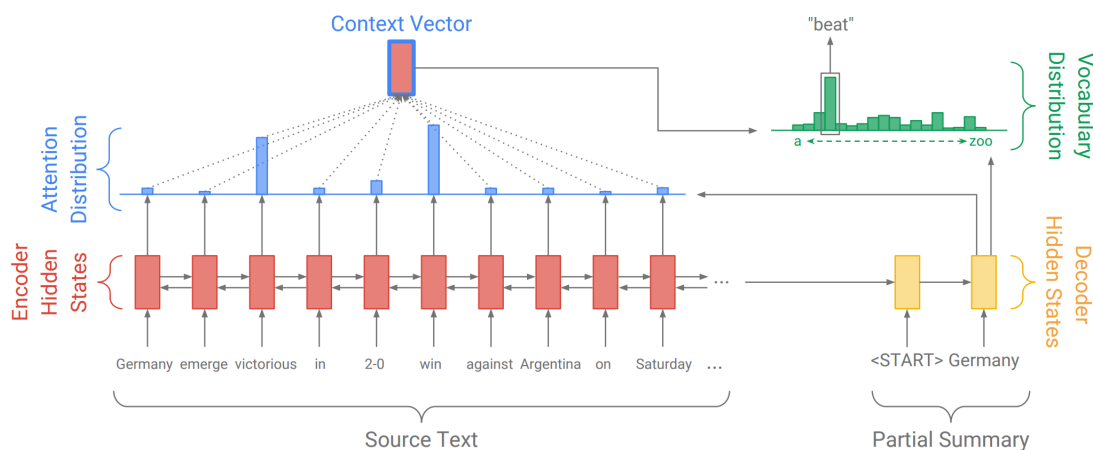 Context Vector
"beat"
Attention
Distribution
a
zoo
Vocabulary
Distribution
Encoder
Hidden
States
...
Decoder
Hidden States
Germany emerge victorious in 2-0 win against Argentina on Saturday ...
<START> Germany
Source Text
Partial Summary